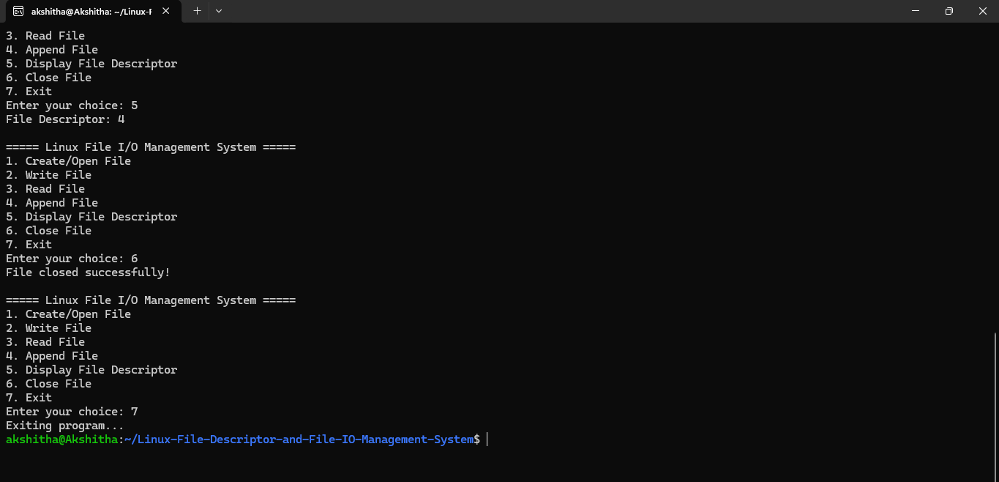 akshitha@Akshitha: ~/Linux-F
3. Read File
4. Append File
5. Display File Descriptor
6. Close File
7. Exit
Enter your choice: 5
File Descriptor: 4
===== Linux File I/O Management System =====
1. Create/Open File
2. Write File
3. Read File
4. Append File
5. Display File Descriptor
6. Close File
7. Exit
Enter your choice: 6
File closed successfully!
===== Linux File I/O Management System =====
1. Create/Open File
2. Write File
3. Read File
4. Append File
5. Display File Descriptor
6. Close File
7. Exit
Enter your choice: 7
Exiting program...
akshitha@Akshitha:~/Linux-File-Descriptor-and-File-IO-Management-System$